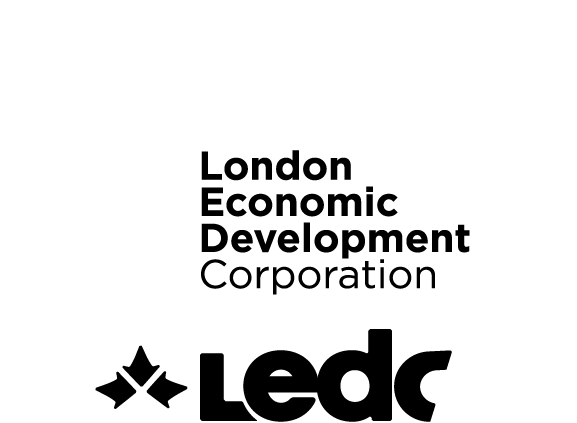 London
Economic
Development
Corporation
Ledc